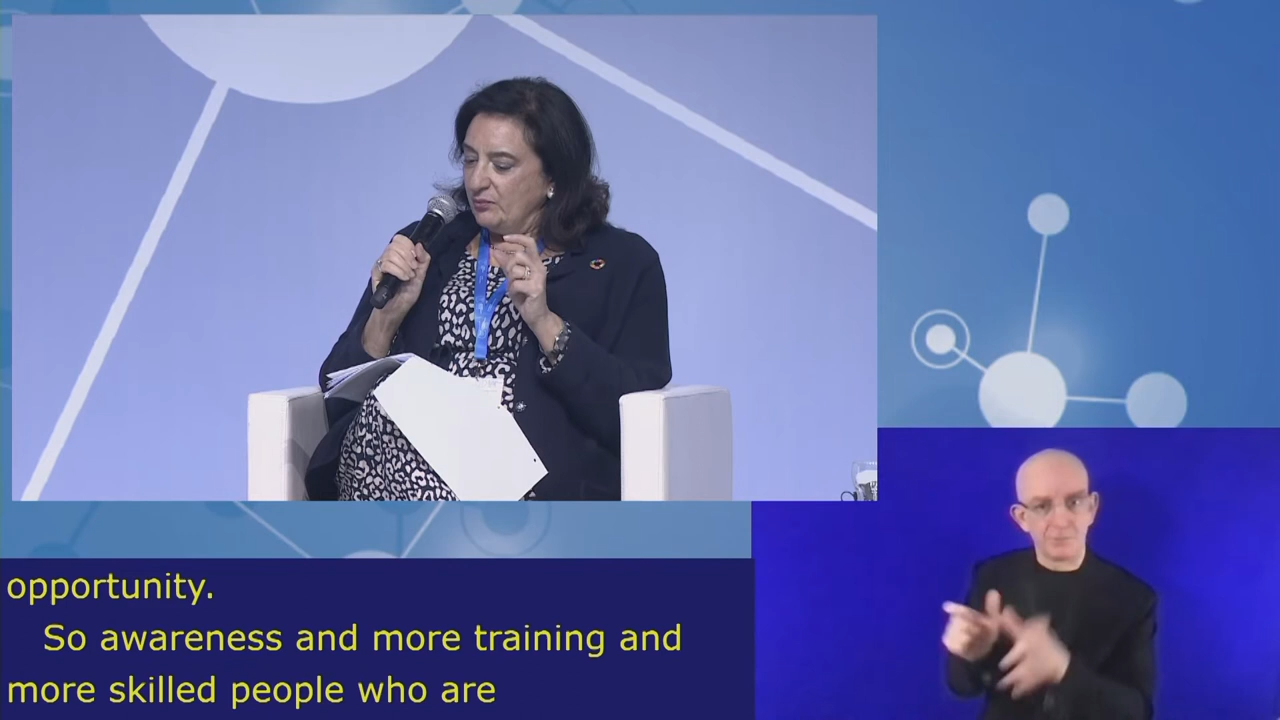 opportunity.
So awareness and more training and
more skilled people who are